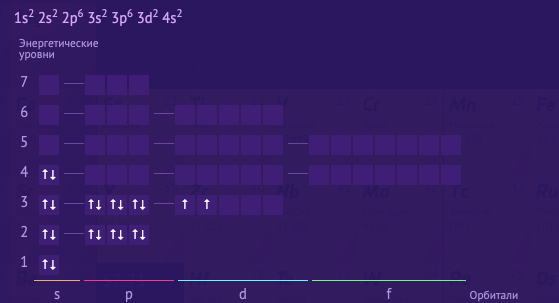 1s² 2s² 2p⁶ 3s² 3p⁶ 3d² 4s²
Энергетические
уровни
7
6
5
4 ↑↓
3 ↑↓ ↑↓ ↑↓ ↑↓ ↑ ↑
2 ↑↓ ↑↓ ↑↓ ↑↓
1 ↑↓
s p d f Орбитали